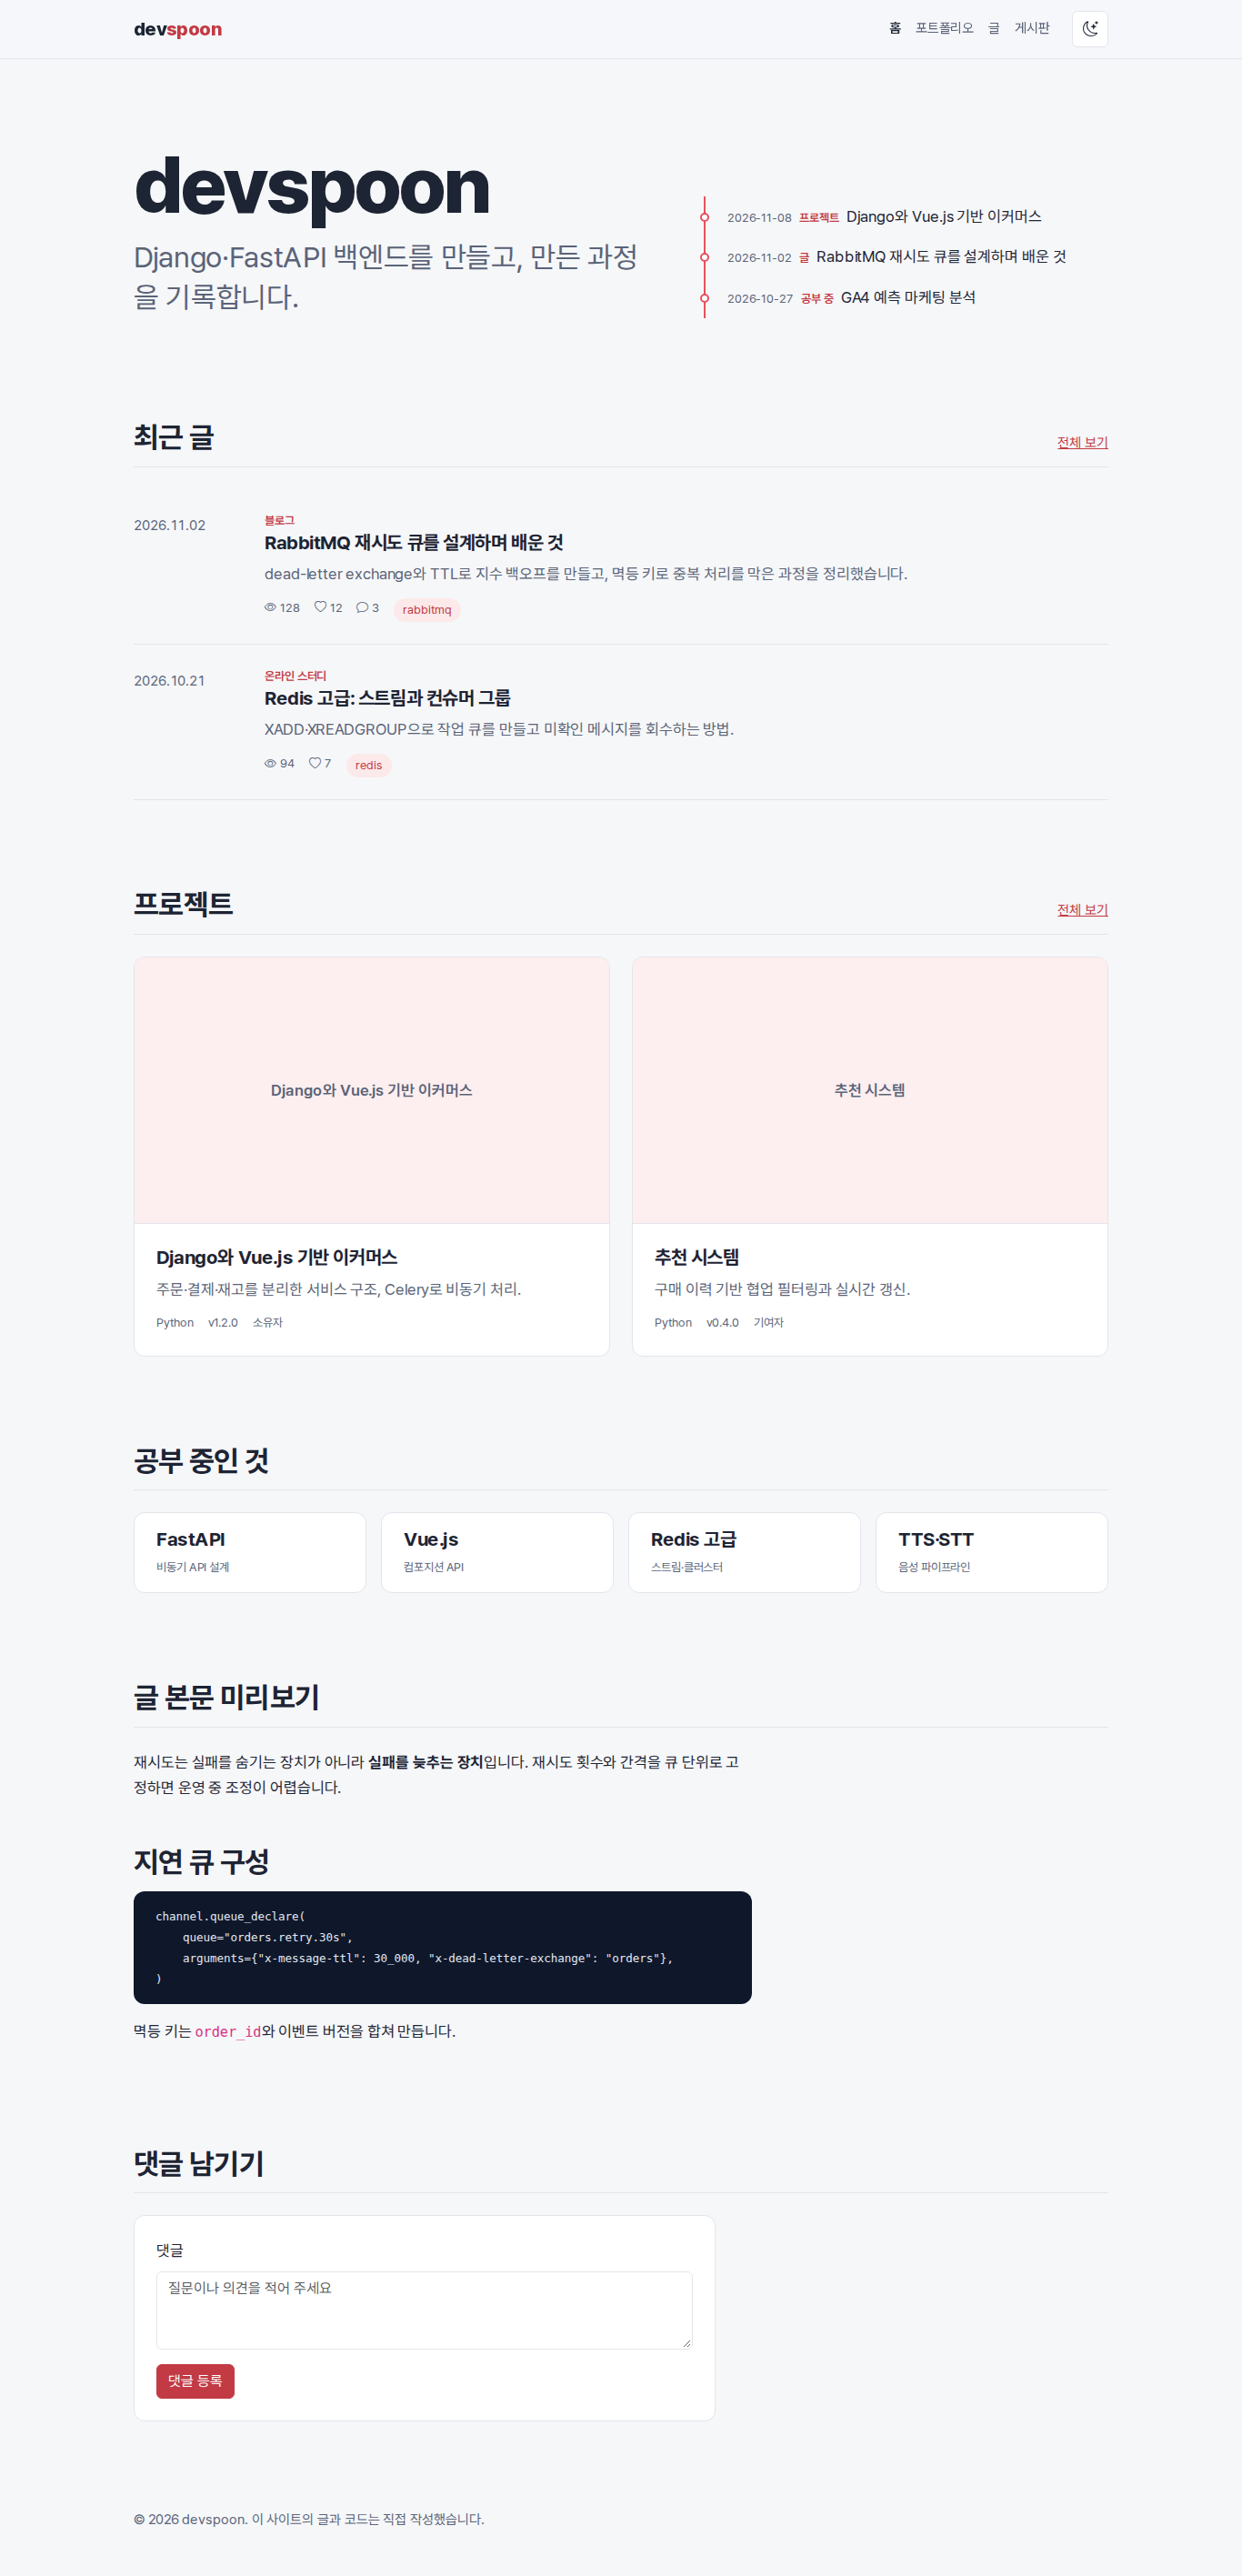 devspoon
홈 포트폴리오 글 게시판
devspoon
Django·FastAPI 백엔드를 만들고, 만든 과정
을 기록합니다.
2026-11-08 프로젝트 Django와 Vue.js 기반 이커머스
2026-11-02 글 RabbitMQ 재시도 큐를 설계하며 배운 것
2026-10-27 공부 중 GA4 예측 마케팅 분석
최근 글
전체 보기
2026.11.02
블로그
RabbitMQ 재시도 큐를 설계하며 배운 것
dead-letter exchange와 TTL로 지수 백오프를 만들고, 멱등 키로 중복 처리를 막은 과정을 정리했습니다.
128 12 3 rabbitmq
2026.10.21
온라인 스터디
Redis 고급: 스트림과 컨슈머 그룹
XADD·XREADGROUP으로 작업 큐를 만들고 미확인 메시지를 회수하는 방법.
94 7 redis
프로젝트
전체 보기
Django와 Vue.js 기반 이커머스
Django와 Vue.js 기반 이커머스
주문·결제·재고를 분리한 서비스 구조, Celery로 비동기 처리.
Python v1.2.0 소유자
추천 시스템
추천 시스템
구매 이력 기반 협업 필터링과 실시간 갱신.
Python v0.4.0 기여자
공부 중인 것
FastAPI
비동기 API 설계
Vue.js
컴포지션 API
Redis 고급
스트림·클러스터
TTS·STT
음성 파이프라인
글 본문 미리보기
재시도는 실패를 숨기는 장치가 아니라 실패를 늦추는 장치입니다. 재시도 횟수와 간격을 큐 단위로 고
정하면 운영 중 조정이 어렵습니다.
지연 큐 구성
channel.queue_declare(
    queue="orders.retry.30s",
    arguments={"x-message-ttl": 30_000, "x-dead-letter-exchange": "orders"},
)
멱등 키는 order_id와 이벤트 버전을 합쳐 만듭니다.
댓글 남기기
댓글
질문이나 의견을 적어 주세요
댓글 등록
© 2026 devspoon. 이 사이트의 글과 코드는 직접 작성했습니다.